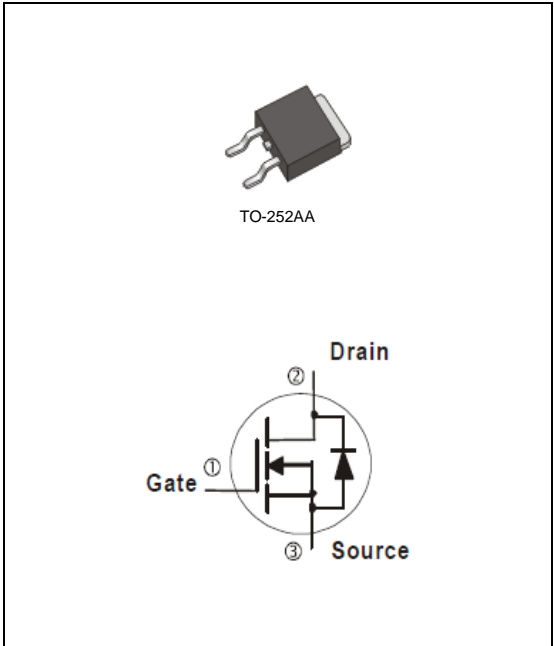 TO-252AA
Drain
②
Gate ①
③ Source